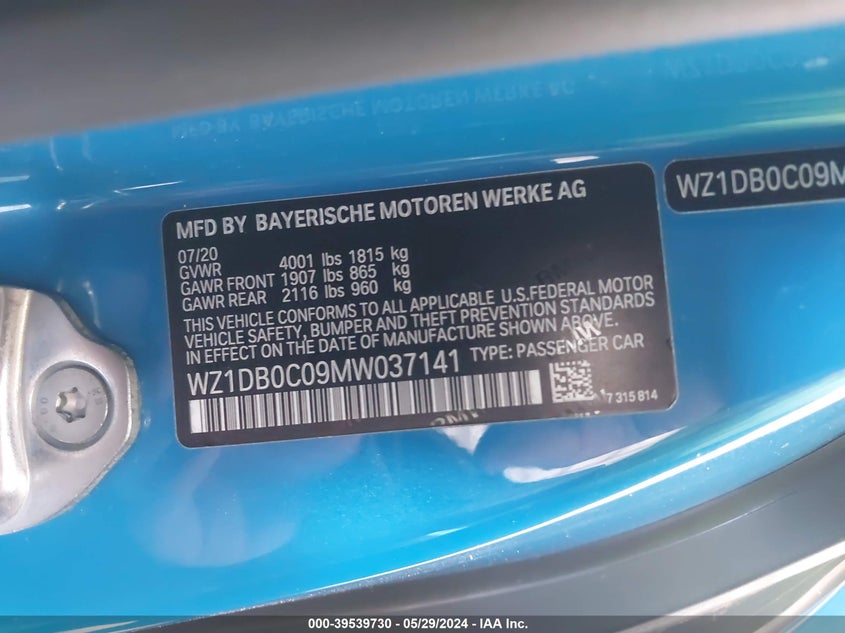 MFD BY BAYERISCHE MOTOREN WERKE AG
07/20
GVWR 4001 lbs 1815 kg
GAWR FRONT 1907 lbs 865 kg
GAWR REAR 2116 lbs 960 kg
THIS VEHICLE CONFORMS TO ALL APPLICABLE U.S.FEDERAL MOTOR
VEHICLE SAFETY, BUMPER AND THEFT PREVENTION STANDARDS
IN EFFECT ON THE DATE OF MANUFACTURE SHOWN ABOVE.
WZ1DB0C09MW037141 TYPE: PASSENGER CAR
7 315 814
WZ1DB0C09M
000-39539730 - 05/29/2024 - IAA Inc.